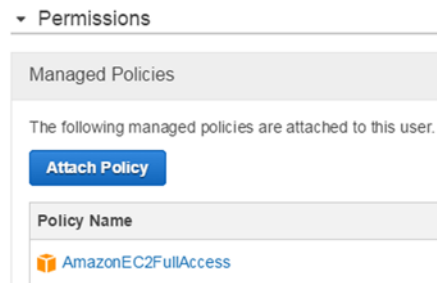 Permissions
Managed Policies
The following managed policies are attached to this user.
Attach Policy
Policy Name
AmazonEC2FullAccess